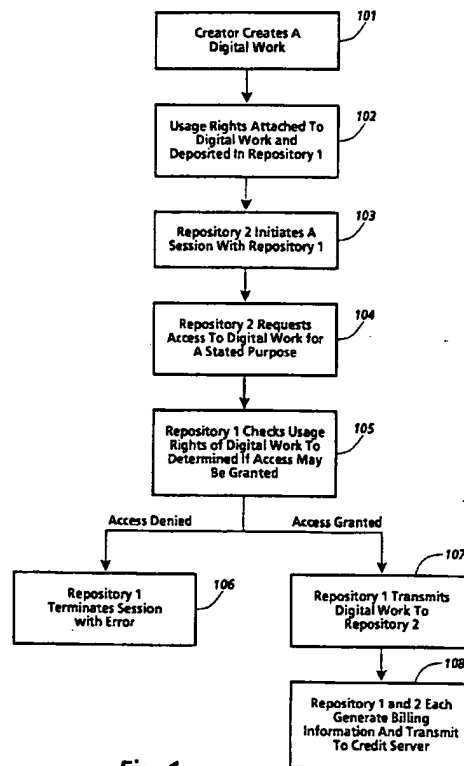 101
Creator Creates A
Digital Work
102
Usage Rights Attached To
Digital Work and
Deposited In Repository 1
103
Repository 2 Initiates A
Session With Repository 1
104
Repository 2 Requests
Access To Digital Work for
A Stated Purpose
105
Repository 1 Checks Usage
Rights of Digital Work To
Determined If Access May
Be Granted
Access Denied
Access Granted
106
Repository 1
Terminates Session
with Error
107
Repository 1 Transmits
Digital Work To
Repository 2
108
Repository 1 and 2 Each
Generate Billing
Information And Transmit
To Credit Server